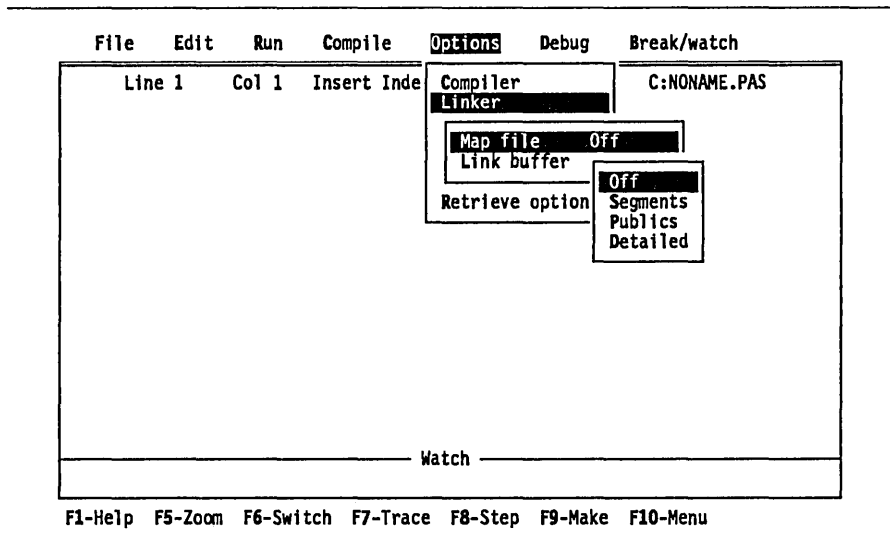 File Edit Run Compile Options Debug Break/watch
Line 1 Col 1 Insert Inde C:NONAME.PAS
Compiler
Linker
Map file Off
Link buffer
Off
Segments
Publics
Detailed
Retrieve option
Watch
F1-Help F5-Zoom F6-Switch F7-Trace F8-Step F9-Make F10-Menu